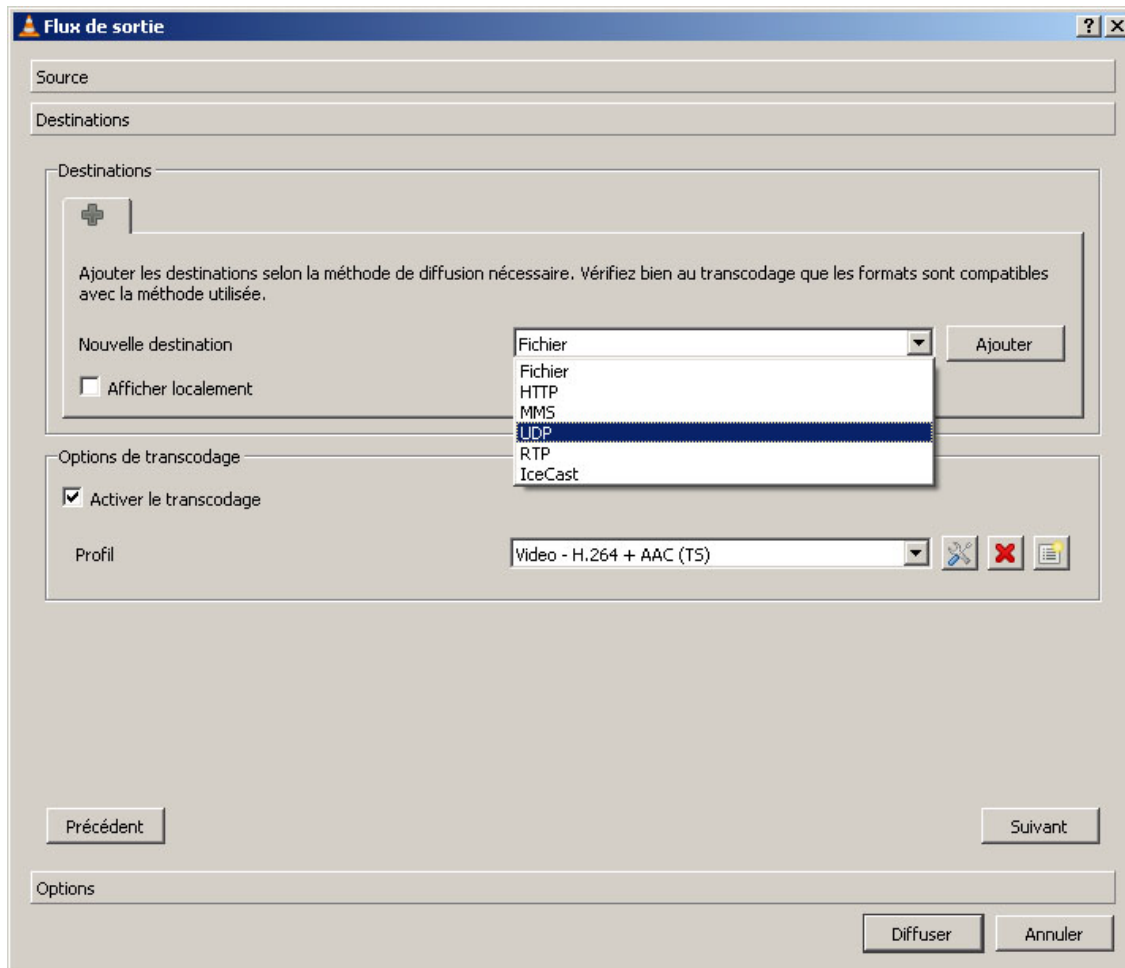 Flux de sortie
Source
Destinations
Destinations
Ajouter les destinations selon la méthode de diffusion nécessaire. Vérifiez bien au transcodage que les formats sont compatibles
avec la méthode utilisée.
Nouvelle destination
Fichier
Ajouter
Afficher localement
Fichier
HTTP
MMS
UDP
RTP
IceCast
Options de transcodage
Activer le transcodage
Profil
Video - H.264 + AAC (TS)
Précédent
Suivant
Options
Diffuser
Annuler